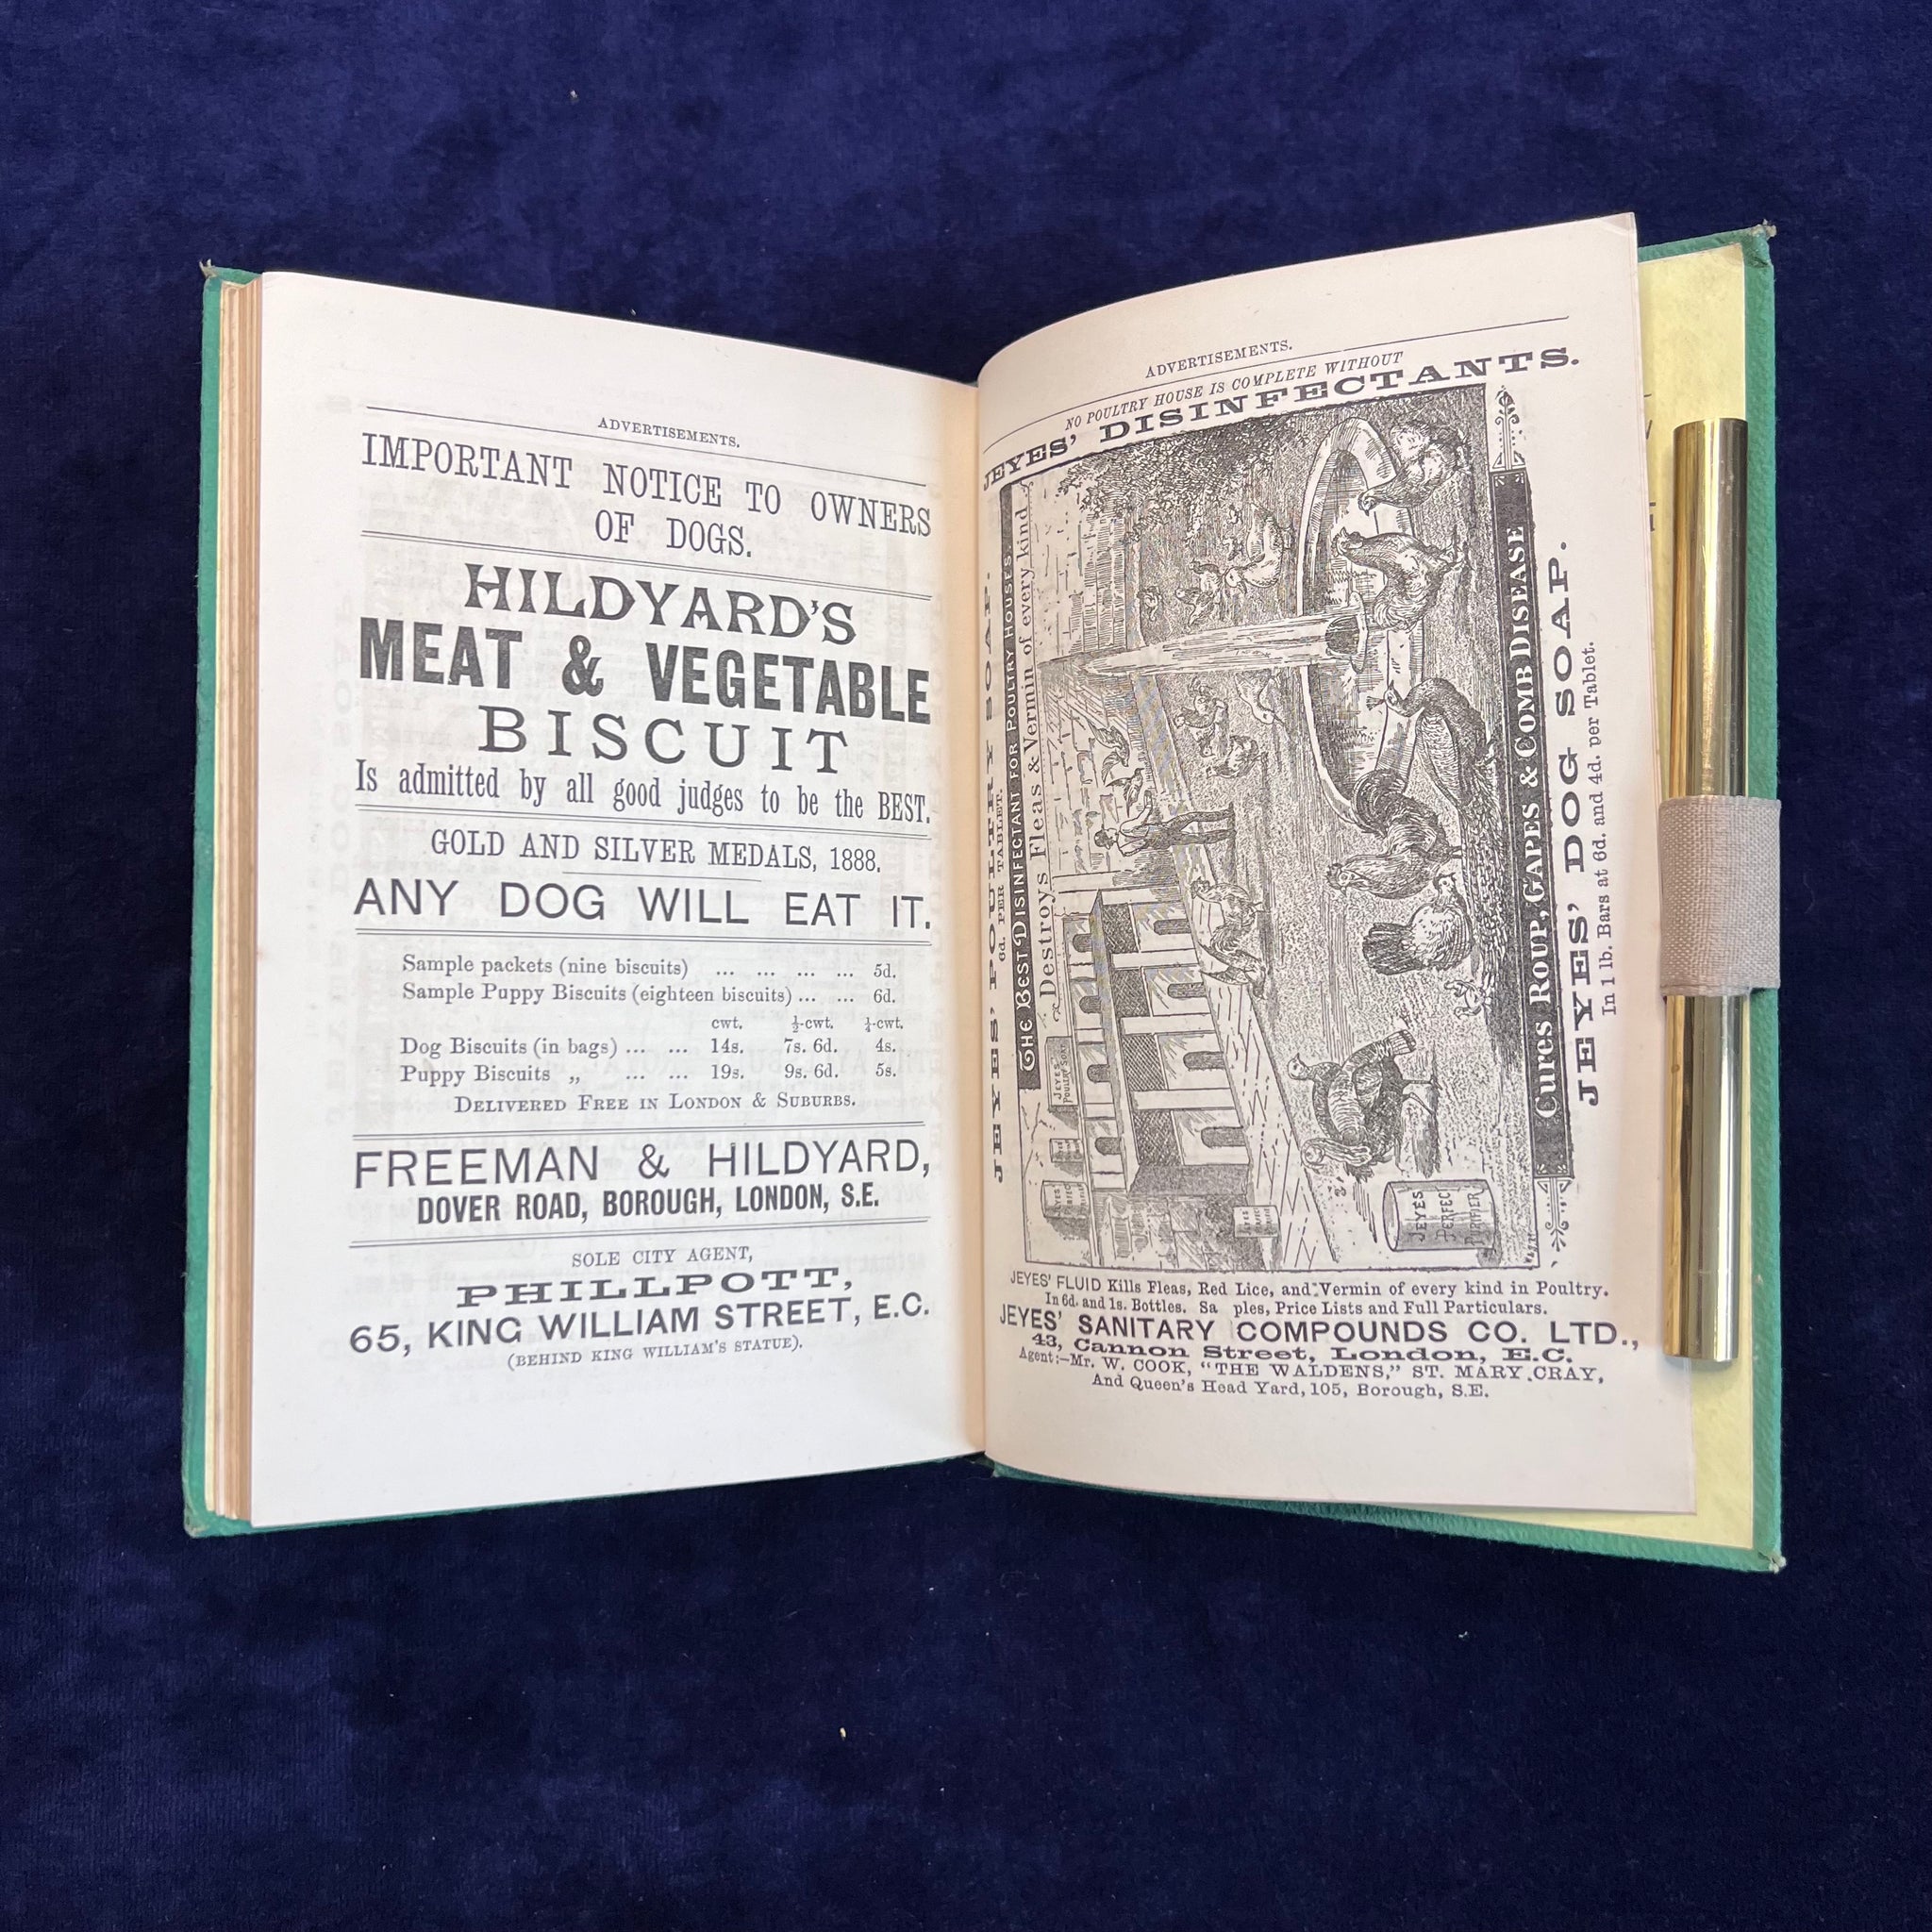 ADVERTISEMENTS.
IMPORTANT NOTICE TO OWNERS
OF DOGS.
HILDYARD'S
MEAT & VEGETABLE
BISCUIT
Is admitted by all good judges to be the BEST.
GOLD AND SILVER MEDALS, 1888.
ANY DOG WILL EAT IT.
Sample packets (nine biscuits) ... ... ... ... 5d.
Sample Puppy Biscuits (eighteen biscuits) ... ... 6d.
cwt. ½-cwt. ¼-cwt.
Dog Biscuits (in bags) ... ... 14s. 7s. 6d. 4s.
Puppy Biscuits „ ... ... 19s. 9s. 6d. 5s.
DELIVERED FREE IN LONDON & SUBURBS.
FREEMAN & HILDYARD,
DOVER ROAD, BOROUGH, LONDON, S.E.
SOLE CITY AGENT,
PHILLPOTT,
65, KING WILLIAM STREET, E.C.
(BEHIND KING WILLIAM'S STATUE).
ADVERTISEMENTS.
NO POULTRY HOUSE IS COMPLETE WITHOUT
JEYES' DISINFECTANTS.
JEYES' POULTRY SOAP.
6d. PER TABLET.
THE BEST DISINFECTANT FOR POULTRY HOUSES
Destroys Fleas & Vermin of every kind
JEYES'
POULTRY SOAP
JEYES
PERFECT
PURIFIER
Cures ROUP, GAPES & COMB DISEASE
JEYES' DOG SOAP.
In 1 lb. Bars at 6d. and 4d. per Tablet.
JEYES' FLUID Kills Fleas, Red Lice, and Vermin of every kind in Poultry.
In 6d. and 1s. Bottles. Sa ples, Price Lists and Full Particulars.
JEYES' SANITARY COMPOUNDS CO. LTD.,
43, Cannon Street, London, E.C.
Agent:—Mr. W. COOK, "THE WALDENS," ST. MARY CRAY,
And Queen's Head Yard, 105, Borough, S.E.